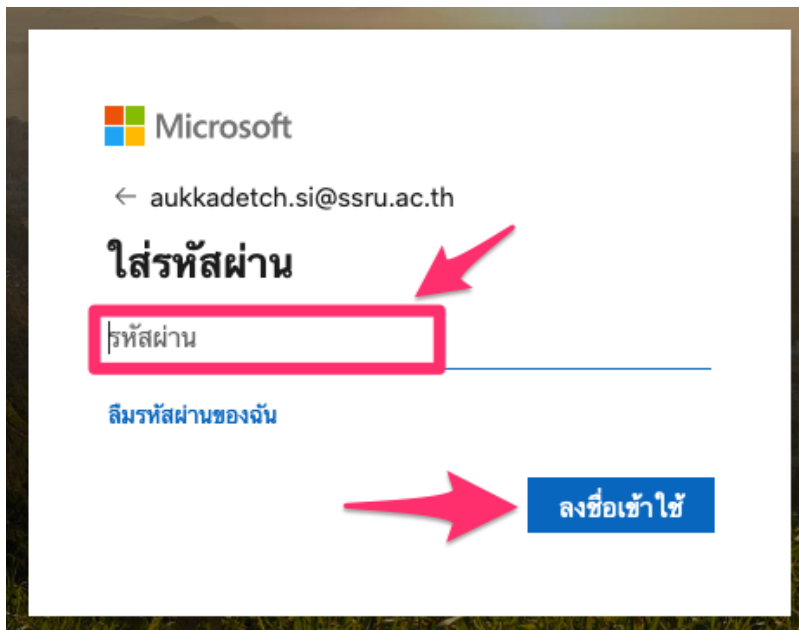 Microsoft
← aukkadetch.si@ssru.ac.th
ใส่รหัสผ่าน
รหัสผ่าน
ลืมรหัสผ่านของฉัน
ลงชื่อเข้าใช้